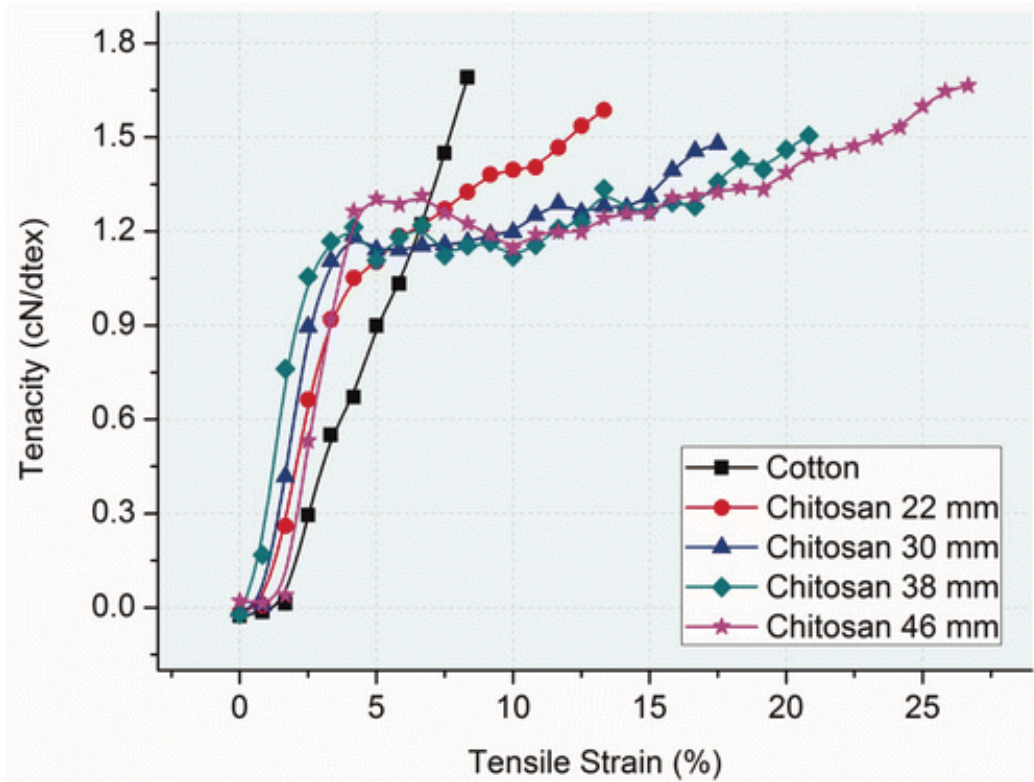 1.8
1.5
1.2
0.9
0.6
0.3
0.0
Tenacity (cN/dtex)
Cotton
Chitosan 22 mm
Chitosan 30 mm
Chitosan 38 mm
Chitosan 46 mm
0 5 10 15 20 25
Tensile Strain (%)